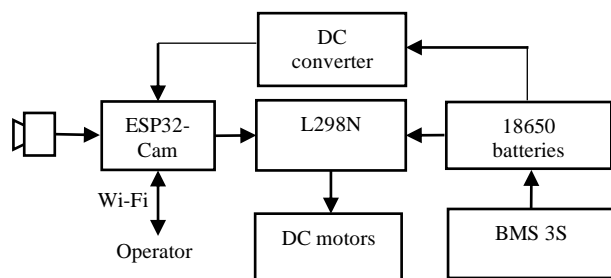 DC
converter
ESP32-
Cam
L298N
18650
batteries
Wi-Fi
Operator
DC motors
BMS 3S